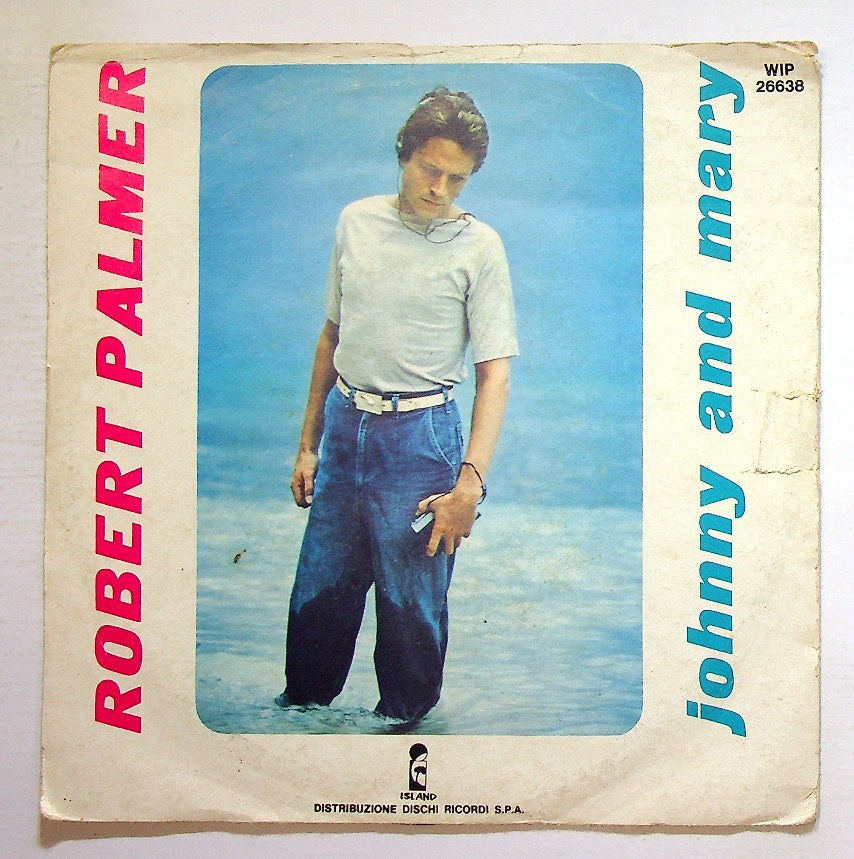 ROBERT PALMER
johnny and mary
WIP
26638
ISLAND
DISTRIBUZIONE DISCHI RICORDI S.P.A.